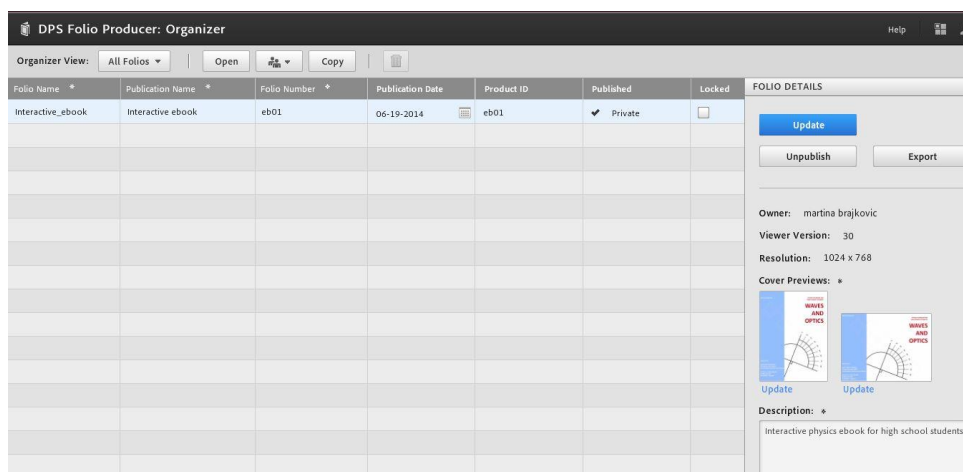 DPS Folio Producer: Organizer
Help
Organizer View: All Folios Open Copy
Folio Name * Publication Name * Folio Number * Publication Date Product ID Published Locked FOLIO DETAILS
Interactive_ebook Interactive ebook eb01 06-19-2014 eb01 Private
Update
Unpublish Export
Owner: martina brajkovic
Viewer Version: 30
Resolution: 1024 x 768
Cover Previews: *
WAVES
AND
OPTICS
WAVES
AND
OPTICS
Update Update
Description: *
Interactive physics ebook for high school students